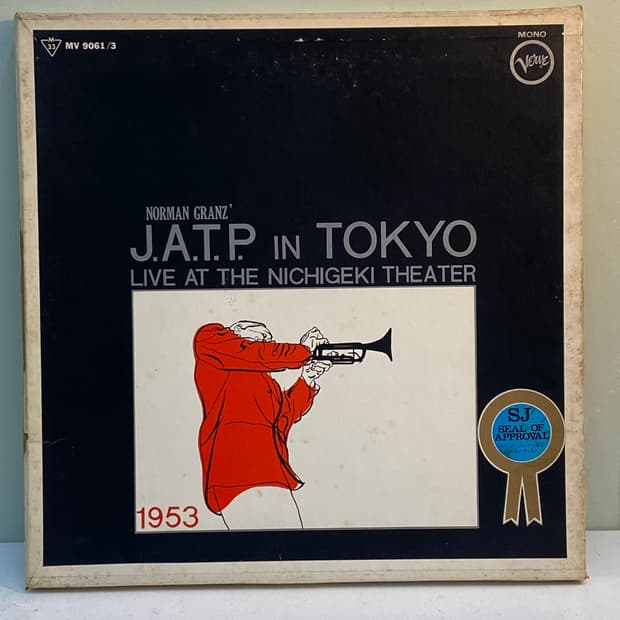 M
33
MV 9061/3
MONO
Verve
NORMAN GRANZ'
J.A.T.P. IN TOKYO
LIVE AT THE NICHIGEKI THEATER
1953
SJ
SEAL OF
APPROVAL